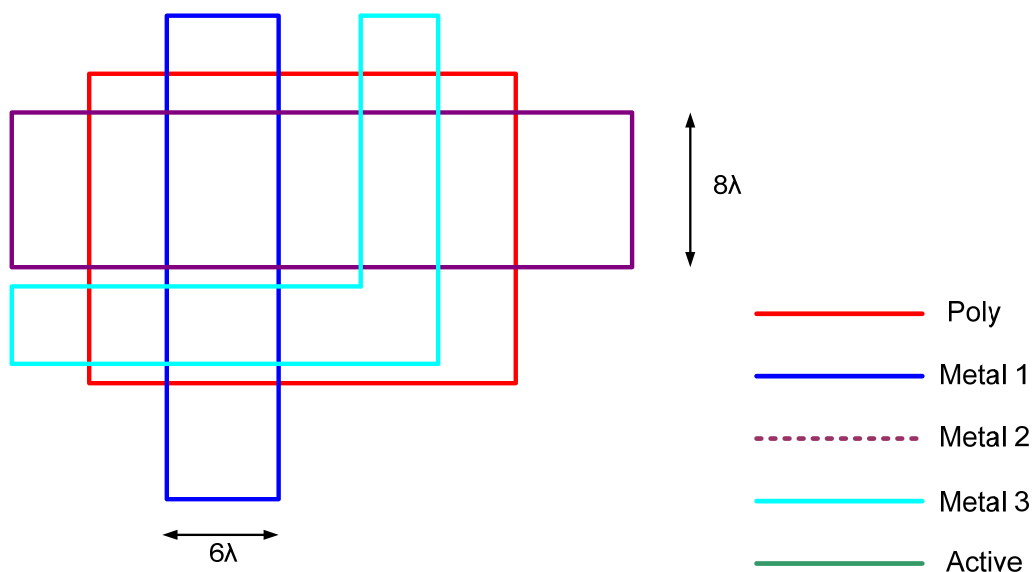 8λ
6λ
Poly
Metal 1
Metal 2
Metal 3
Active